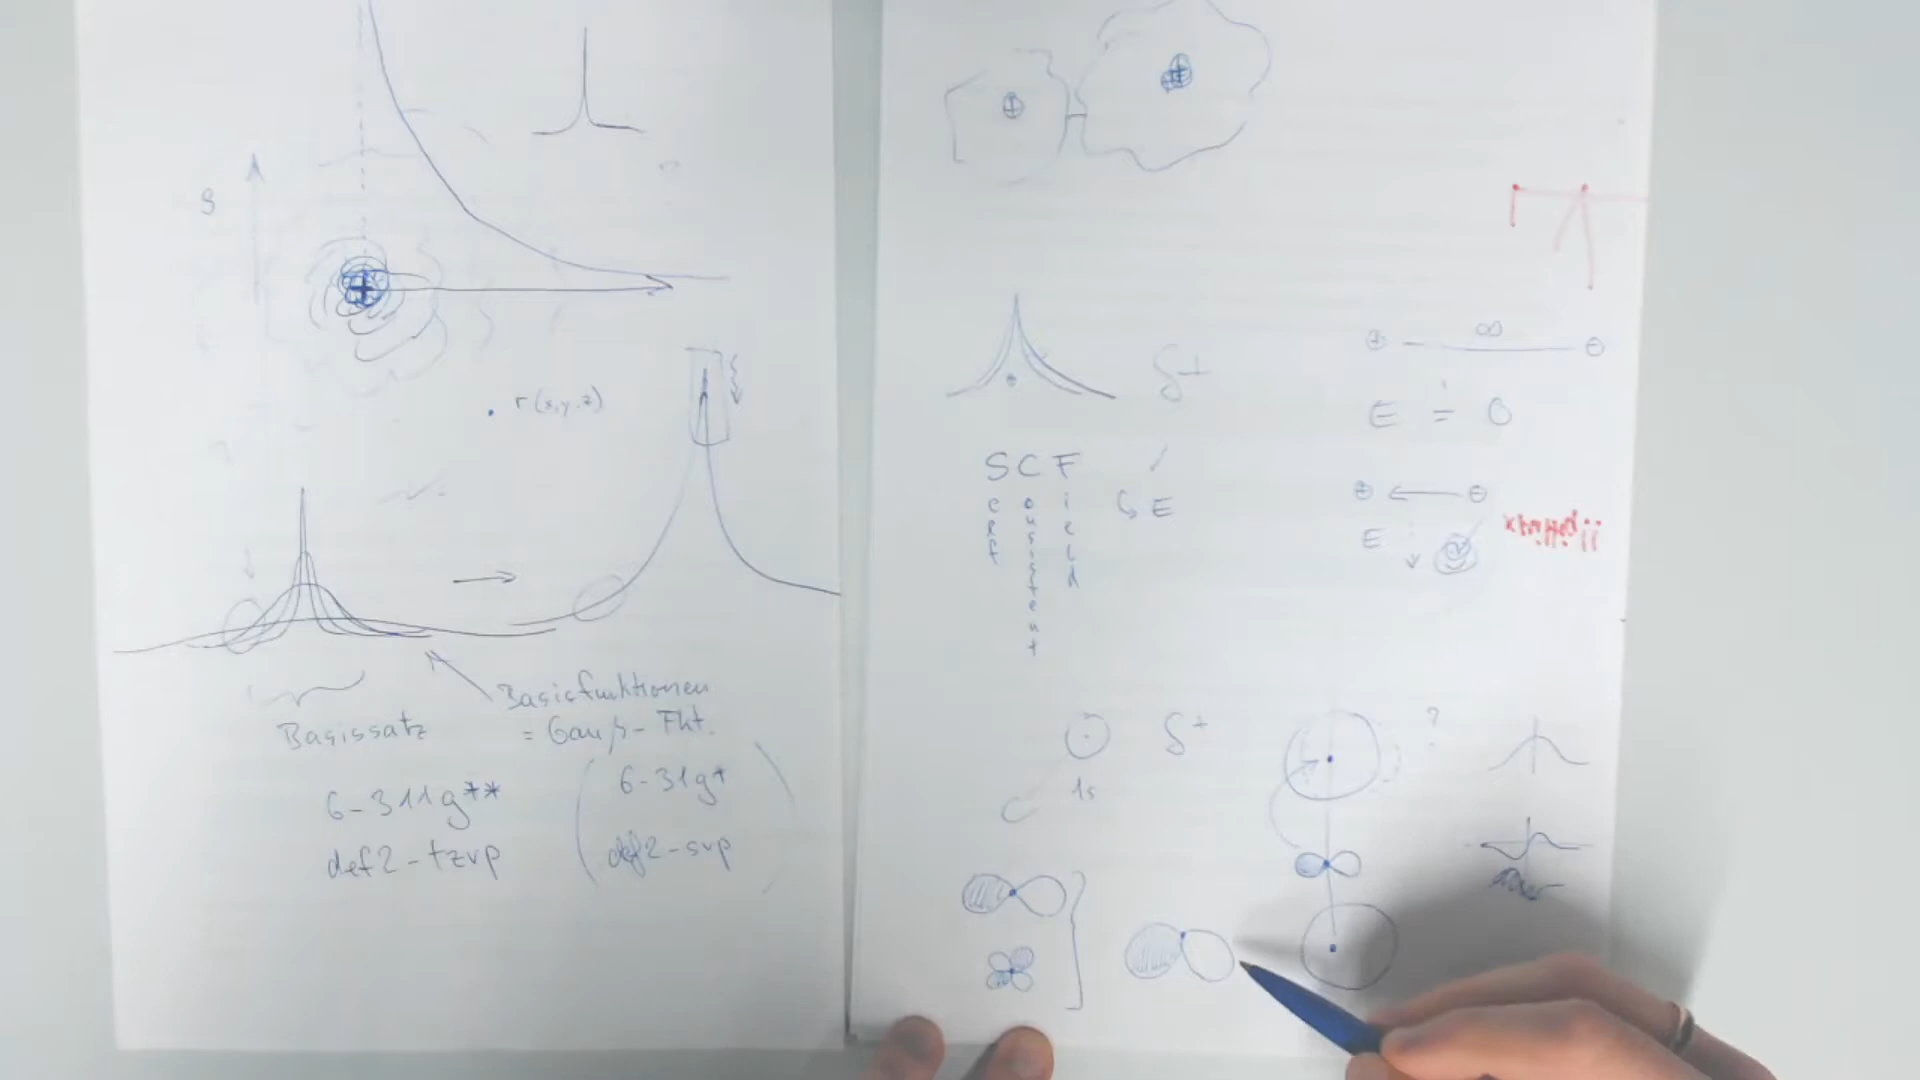 r(x,y,z)
Basisfunktionen
= Gauß-Fkt.
Basissatz
6-311g**
6-31g*
def2-tzvp
def2-svp
δ+
∞
E = 0
SCF
Self
Consistent
Field
E
E
δ+
?
1s
C